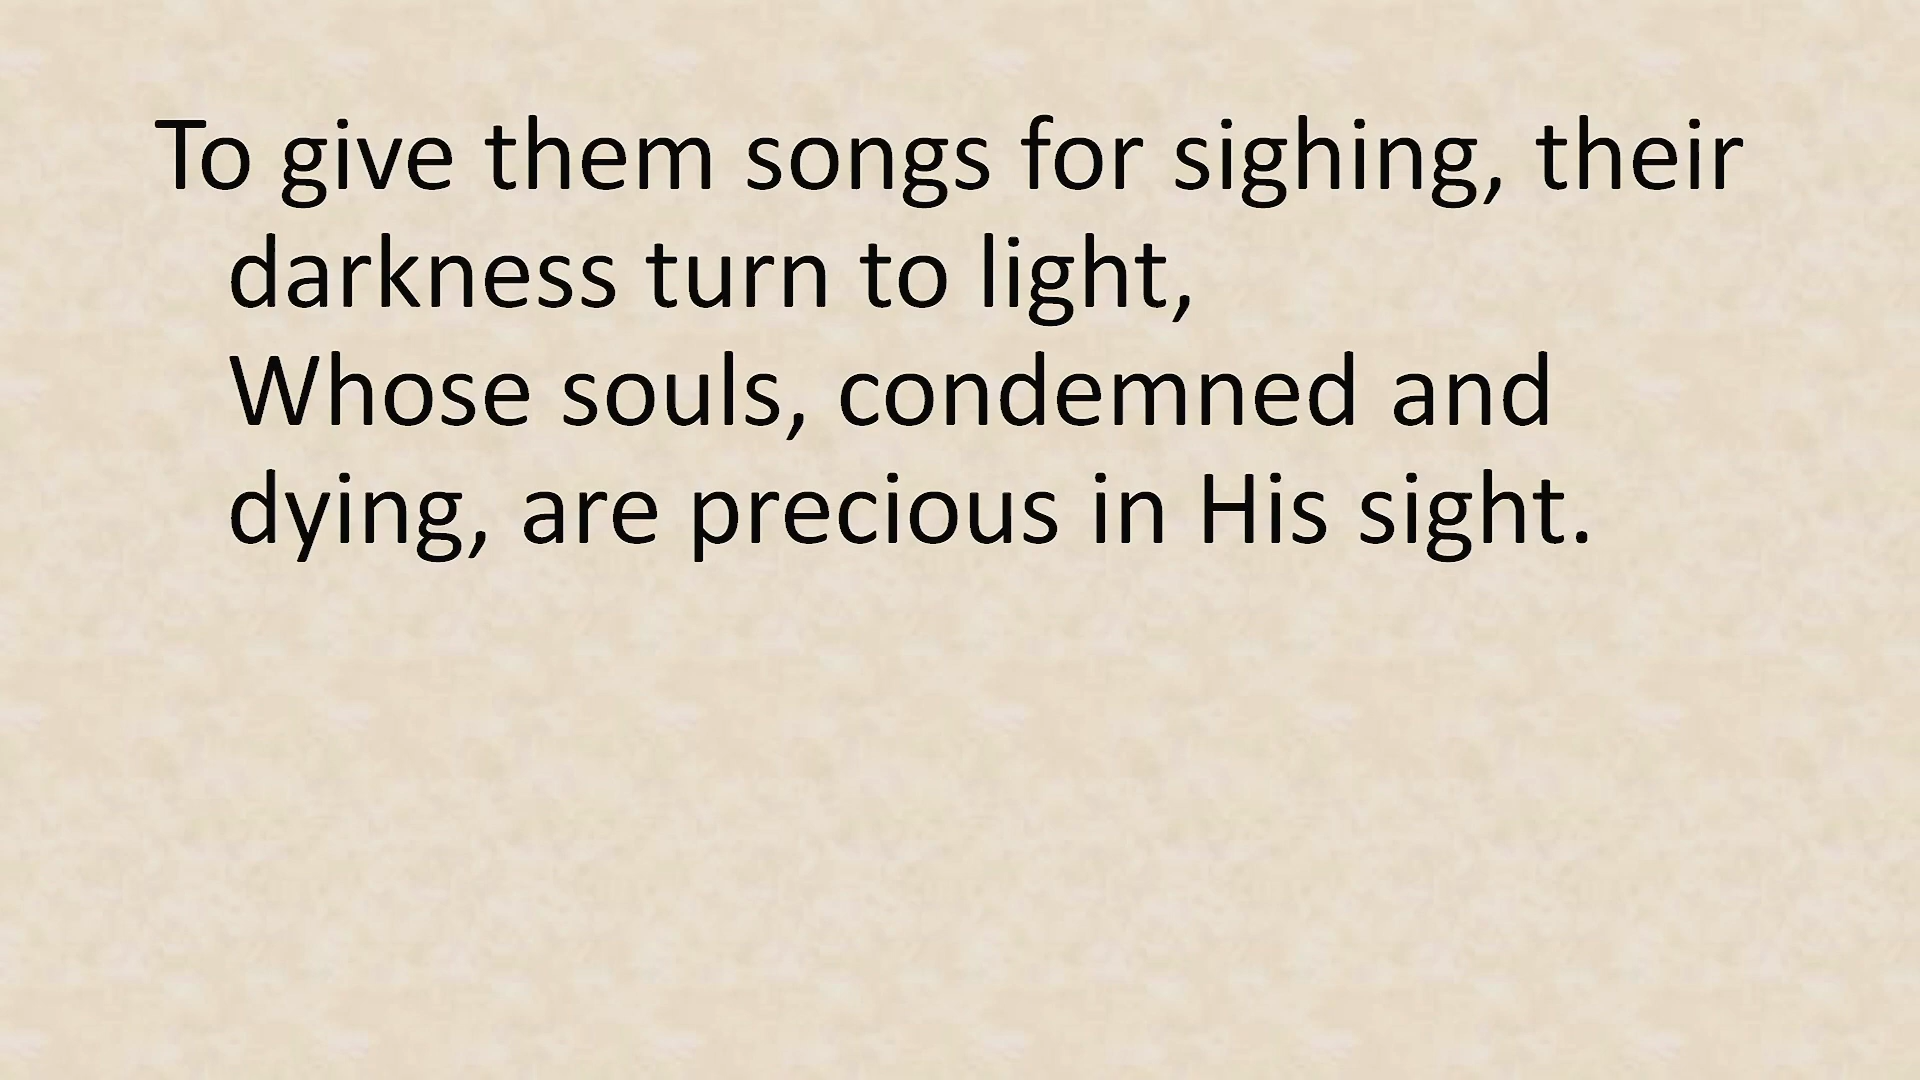 To give them songs for sighing, their
darkness turn to light,
Whose souls, condemned and
dying, are precious in His sight.